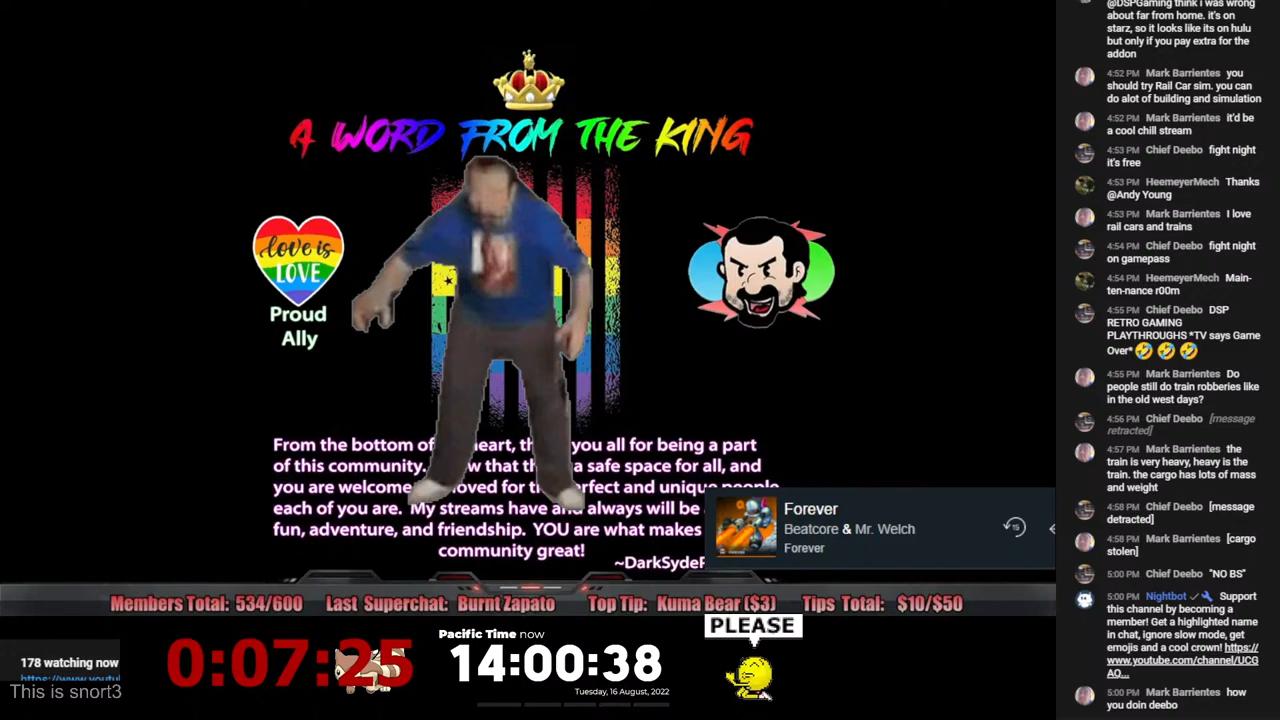 A WORD FROM THE KING
love is
LOVE
Proud
Ally
From the bottom of heart, th you all for being a part
of this community. w that th a safe space for all, and
you are welcome oved for th erfect and unique people
each of you are. My streams have and always will be a
fun, adventure, and friendship. YOU are what makes
community great!
~DarkSydeP
Forever
Beatcore & Mr. Welch
Forever
15
Members Total: 534/600 Last Superchat: Burnt Zapato Top Tip: Kuma Bear ($3) Tips Total: $10/$50
PLEASE
178 watching now
https://www.youtu
This is snort3
0:07:25
Pacific Time now
14:00:38
Tuesday, 16 August, 2022
@DSPGaming think i was wrong
about far from home. it's on
starz, so it looks like its on hulu
but only if you pay extra for the
addon
4:52 PM Mark Barrientes you
should try Rail Car sim. you can
do alot of building and simulation
4:52 PM Mark Barrientes it'd be
a cool chill stream
4:53 PM Chief Deebo fight night
it's free
4:53 PM HeemeyerMech Thanks
@Andy Young
4:53 PM Mark Barrientes I love
rail cars and trains
4:54 PM Chief Deebo fight night
on gamepass
4:54 PM HeemeyerMech Main-
ten-nance r00m
4:55 PM Chief Deebo DSP
RETRO GAMING
PLAYTHROUGHS *TV says Game
Over* 🤣 🤣 🤣
4:55 PM Mark Barrientes Do
people still do train robberies like
in the old west days?
4:56 PM Chief Deebo [message
retracted]
4:57 PM Mark Barrientes the
train is very heavy, heavy is the
train. the cargo has lots of mass
and weight
4:58 PM Chief Deebo [message
detracted]
4:58 PM Mark Barrientes [cargo
stolen]
5:00 PM Chief Deebo "NO BS"
5:00 PM Nightbot Support
this channel by becoming a
member! Get a highlighted name
in chat, ignore slow mode, get
emojis and a cool crown! https://
www.youtube.com/channel/UCG
AO...
5:00 PM Mark Barrientes how
you doin deebo